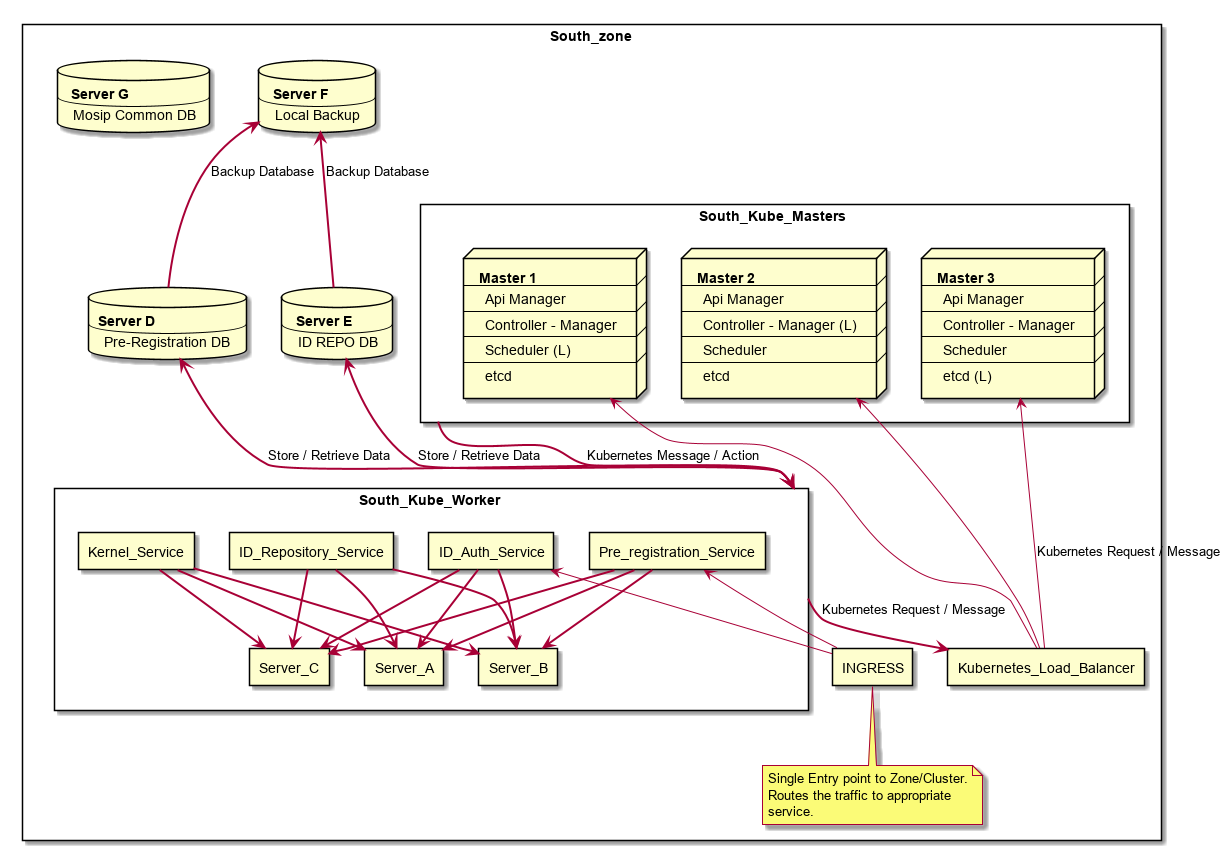 South_zone
Server G
Mosip Common DB
Server F
Local Backup
Backup Database
Backup Database
South_Kube_Masters
Master 1
Api Manager
Controller - Manager
Scheduler (L)
etcd
Master 2
Api Manager
Controller - Manager (L)
Scheduler
etcd
Master 3
Api Manager
Controller - Manager
Scheduler
etcd (L)
Server D
Pre-Registration DB
Server E
ID REPO DB
Store / Retrieve Data
Store / Retrieve Data
Kubernetes Message / Action
South_Kube_Worker
Kernel_Service
ID_Repository_Service
ID_Auth_Service
Pre_registration_Service
Kubernetes Request / Message
Kubernetes Request / Message
Server_C
Server_A
Server_B
INGRESS
Kubernetes_Load_Balancer
Single Entry point to Zone/Cluster.
Routes the traffic to appropriate
service.